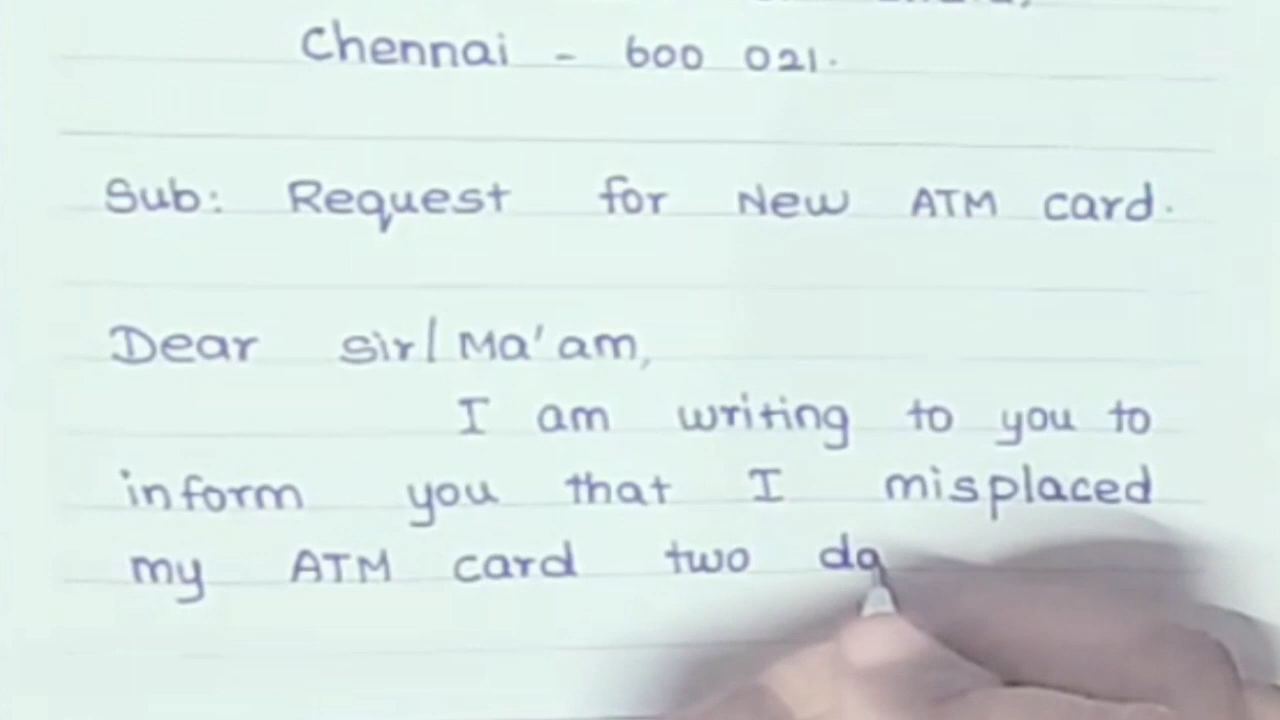 Chennai - 600 021.
Sub: Request for New ATM card.
Dear sir/Ma'am,
I am writing to you to
inform you that I misplaced
my ATM card two da